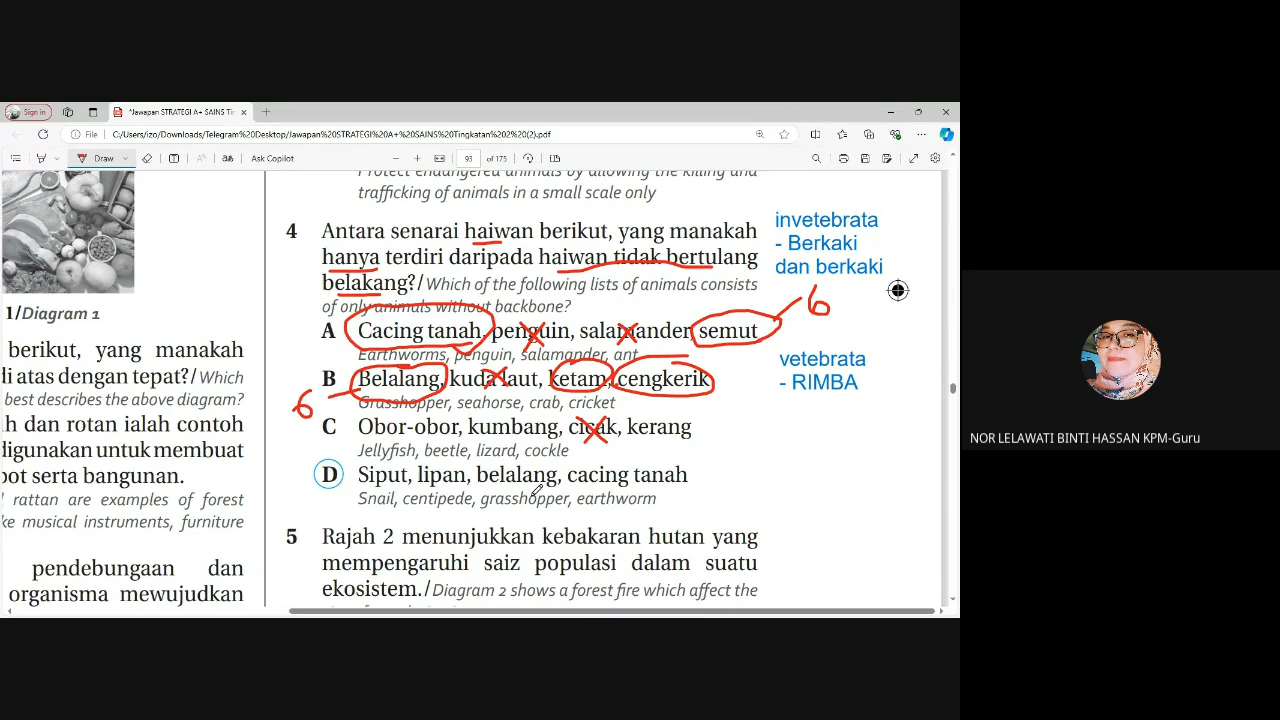 Sign in
*Jawapan STRATEGI A+ SAINS Tin
File
C:/Users/izo/Downloads/Telegram%20Desktop/Jawapan%20STRATEGI%20A+%20SAINS%20Tingkatan%202%20(2).pdf
Draw
Ask Copilot
93 of 175
Protect endangered animals by allowing the killing and
trafficking of animals in a small scale only
1/Diagram 1
berikut, yang manakah
di atas dengan tepat?/Which
best describes the above diagram?
h dan rotan ialah contoh
digunakan untuk membuat
pot serta bangunan.
rattan are examples of forest
ke musical instruments, furniture
pendebungaan dan
organisma mewujudkan
4 Antara senarai haiwan berikut, yang manakah
hanya terdiri daripada haiwan tidak bertulang
belakang?/Which of the following lists of animals consists
of only animals without backbone?
A Cacing tanah, penguin, salamander, semut
Earthworms, penguin, salamander, ant
6
B Belalang, kuda laut, ketam, cengkerik
Grasshopper, seahorse, crab, cricket
6
C Obor-obor, kumbang, cicak, kerang
Jellyfish, beetle, lizard, cockle
D Siput, lipan, belalang, cacing tanah
Snail, centipede, grasshopper, earthworm
5 Rajah 2 menunjukkan kebakaran hutan yang
mempengaruhi saiz populasi dalam suatu
ekosistem./Diagram 2 shows a forest fire which affect the
invetebrata
- Berkaki
dan berkaki
vetebrata
- RIMBA
NOR LELAWATI BINTI HASSAN KPM-Guru